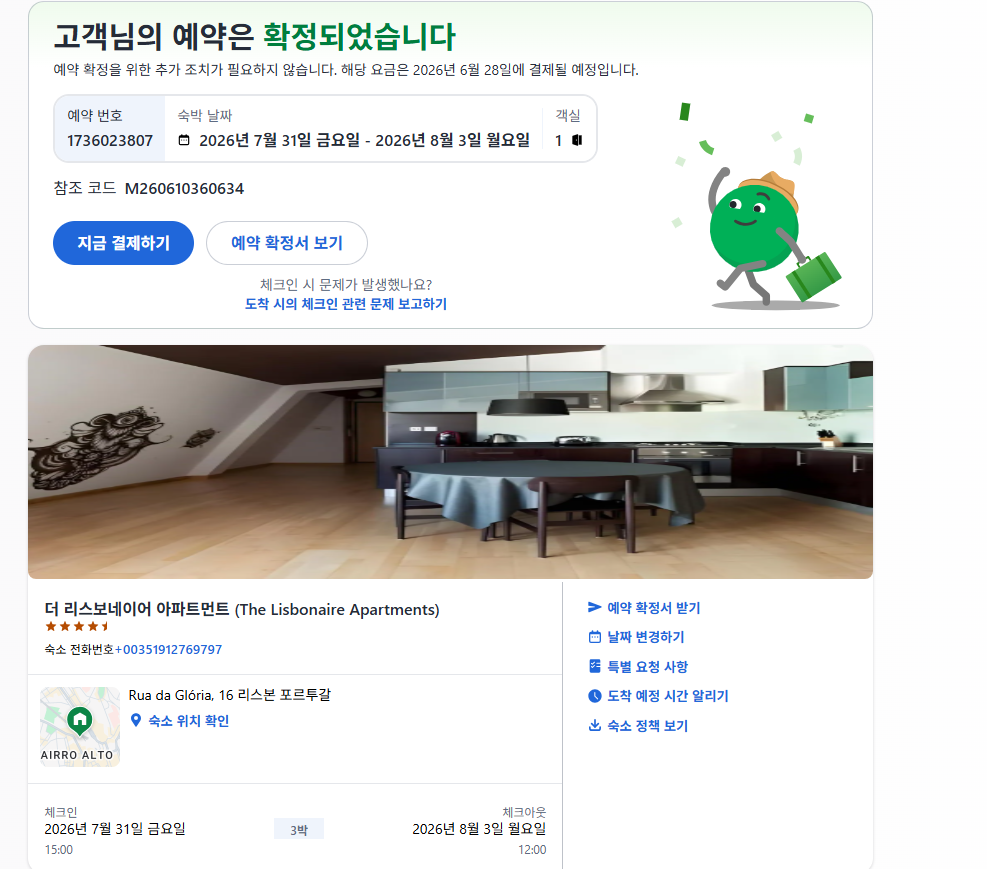 고객님의 예약은 확정되었습니다
예약 확정을 위한 추가 조치가 필요하지 않습니다. 해당 요금은 2026년 6월 28일에 결제될 예정입니다.
예약 번호
1736023807
숙박 날짜
2026년 7월 31일 금요일 - 2026년 8월 3일 월요일
객실
1
참조 코드 M260610360634
지금 결제하기
예약 확정서 보기
체크인 시 문제가 발생했나요?
도착 시의 체크인 관련 문제 보고하기
더 리스보네이어 아파트먼트 (The Lisbonaire Apartments)
숙소 전화번호+00351912769797
Rua da Glória, 16 리스본 포르투갈
숙소 위치 확인
AIRRO ALTO
체크인
2026년 7월 31일 금요일
15:00
3박
체크아웃
2026년 8월 3일 월요일
12:00
예약 확정서 받기
날짜 변경하기
특별 요청 사항
도착 예정 시간 알리기
숙소 정책 보기